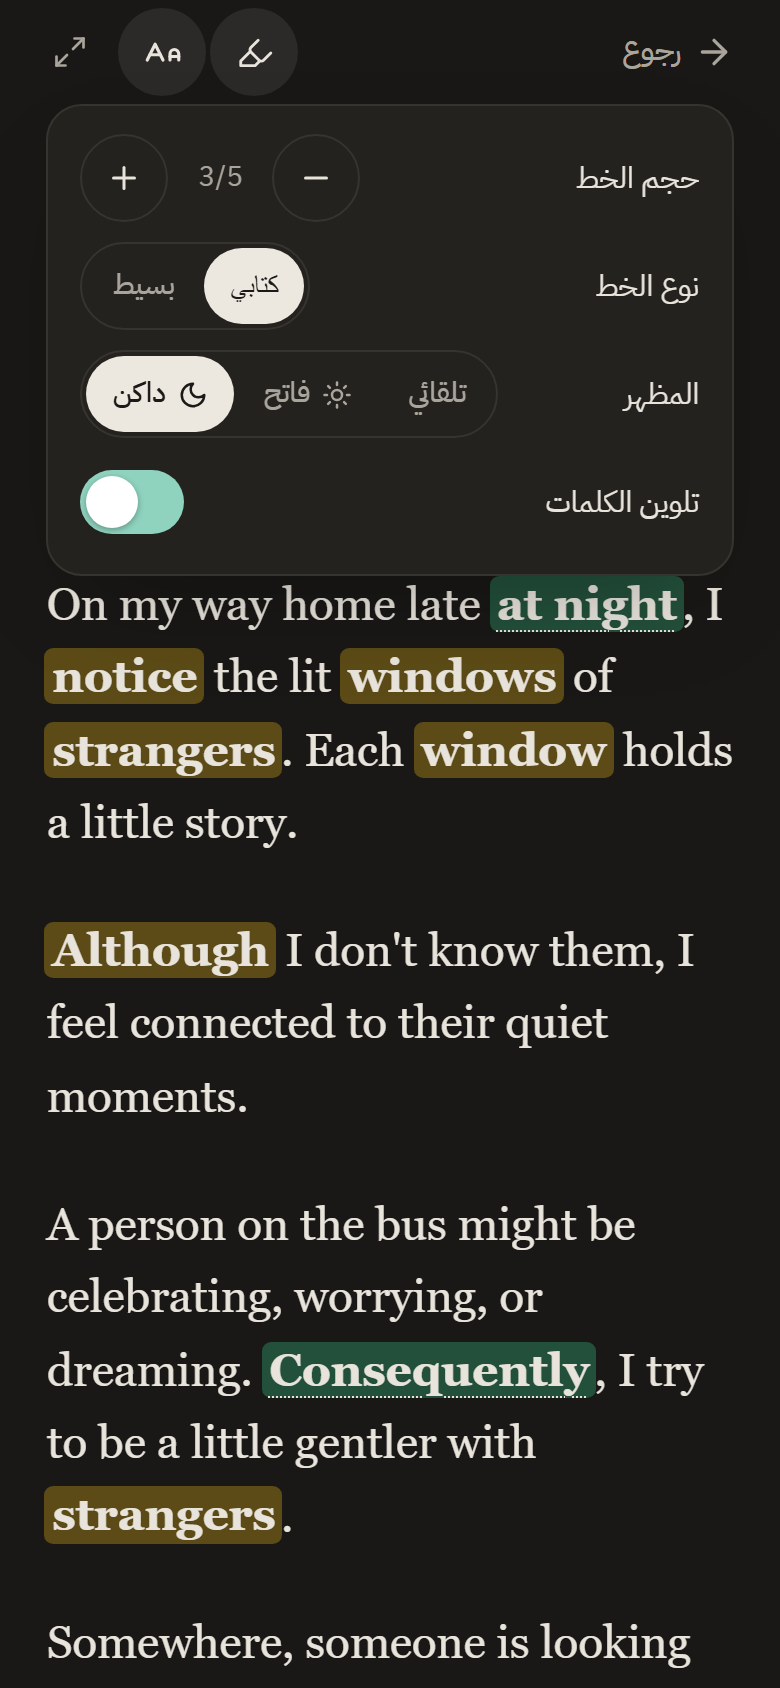 رجوع
Aa
حجم الخط
3/5
نوع الخط
كتابي
بسيط
المظهر
تلقائي
فاتح
داكن
تلوين الكلمات
On my way home late at night, I
notice the lit windows of
strangers. Each window holds
a little story.
Although I don't know them, I
feel connected to their quiet
moments.
A person on the bus might be
celebrating, worrying, or
dreaming. Consequently, I try
to be a little gentler with
strangers.
Somewhere, someone is looking